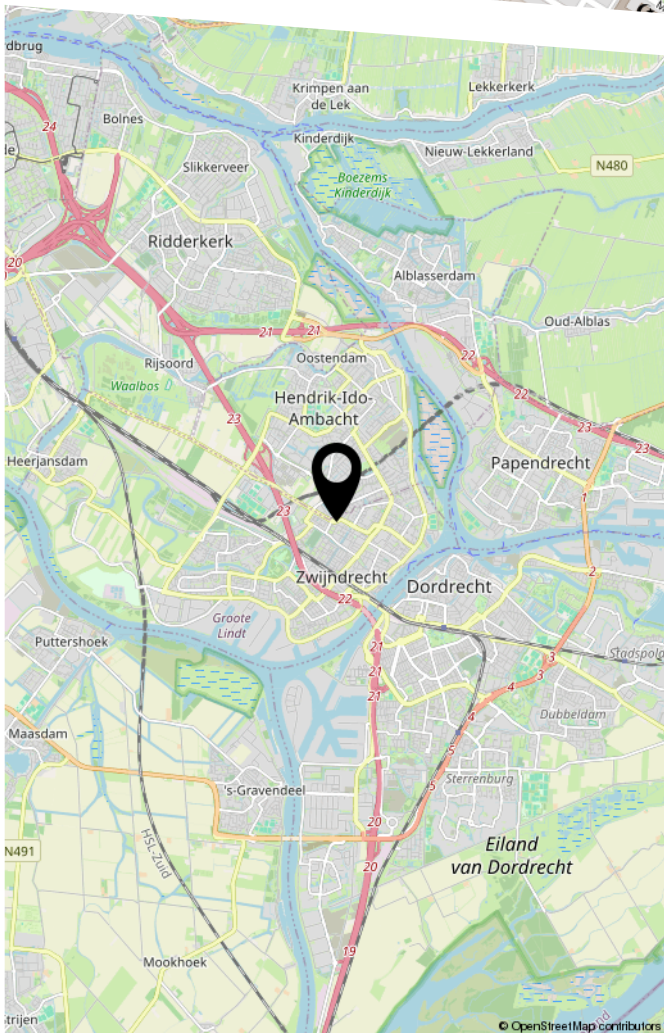 dbrug
Krimpen aan
de Lek
Lekkerkerk
24
Bolnes
Kinderdijk
Nieuw-Lekkerland
de
Slikkerveer
N480
Boezems
Kinderdijk
Ridderkerk
20
Alblasserdam
Oud-Alblas
21
21
22
Oostendam
Rijsoord
Waalbos
22
Hendrik-Ido-
Ambacht
23
23
23
Heerjansdam
Papendrecht
1
23
2
Zwijndrecht
Dordrecht
22
Groote
Lindt
Puttershoek
21
21
21
3
3
Stadspold
4
4
Dubbeldam
Maasdam
5
Sterrenburg
5
's-Gravendeel
20
HSL-Zuid
N491
20
Eiland
van Dordrecht
19
Mookhoek
trijen
© OpenStreetMap contributors